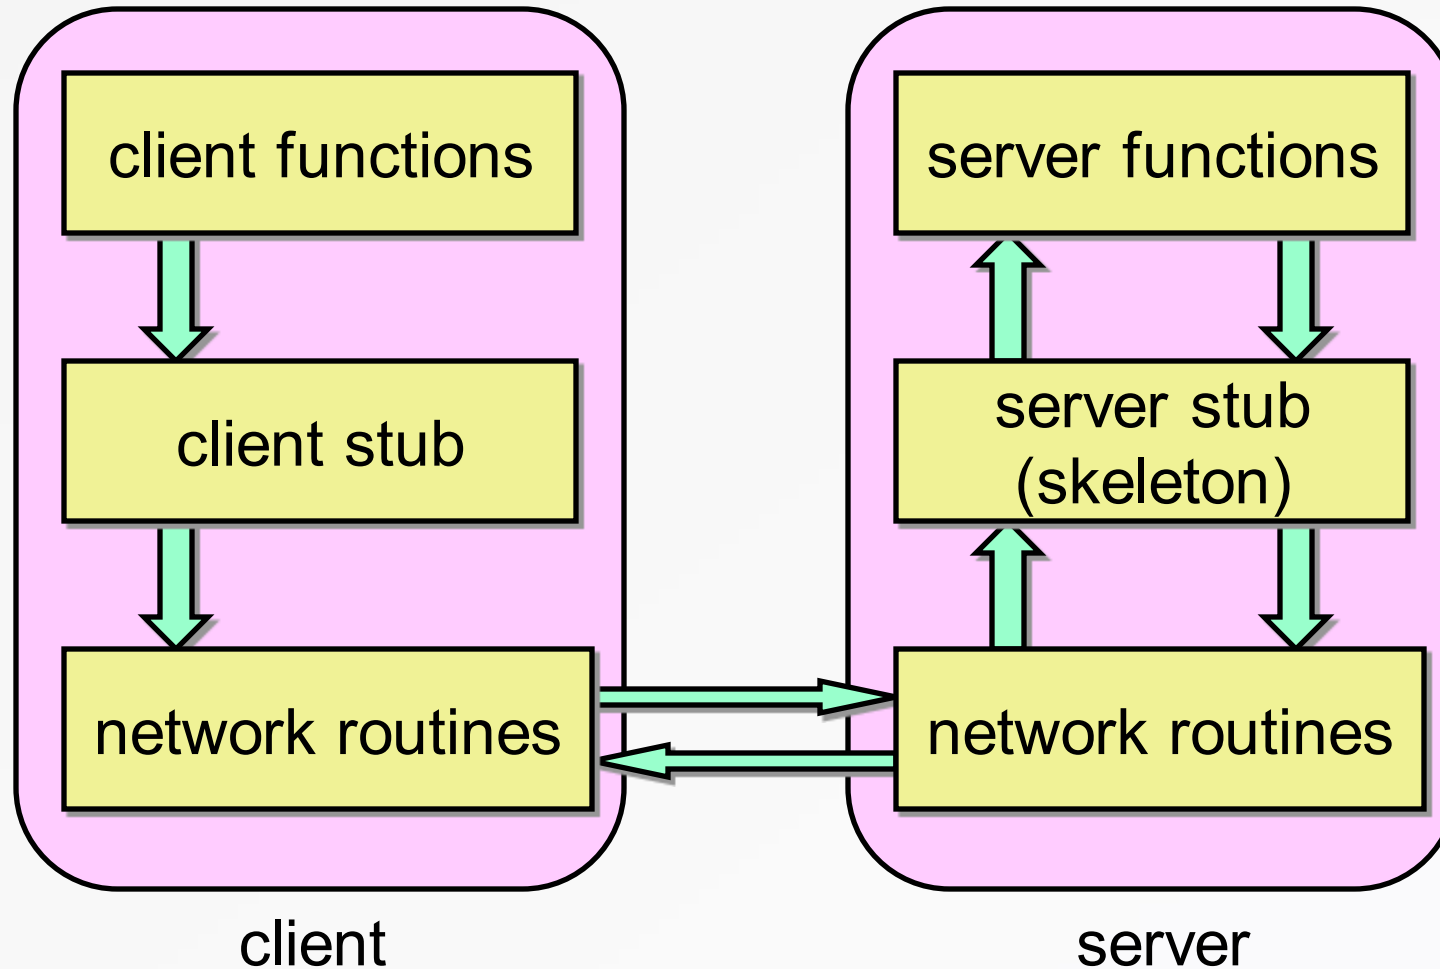 client functions
client stub
network routines
client
server functions
server stub
(skeleton)
network routines
server